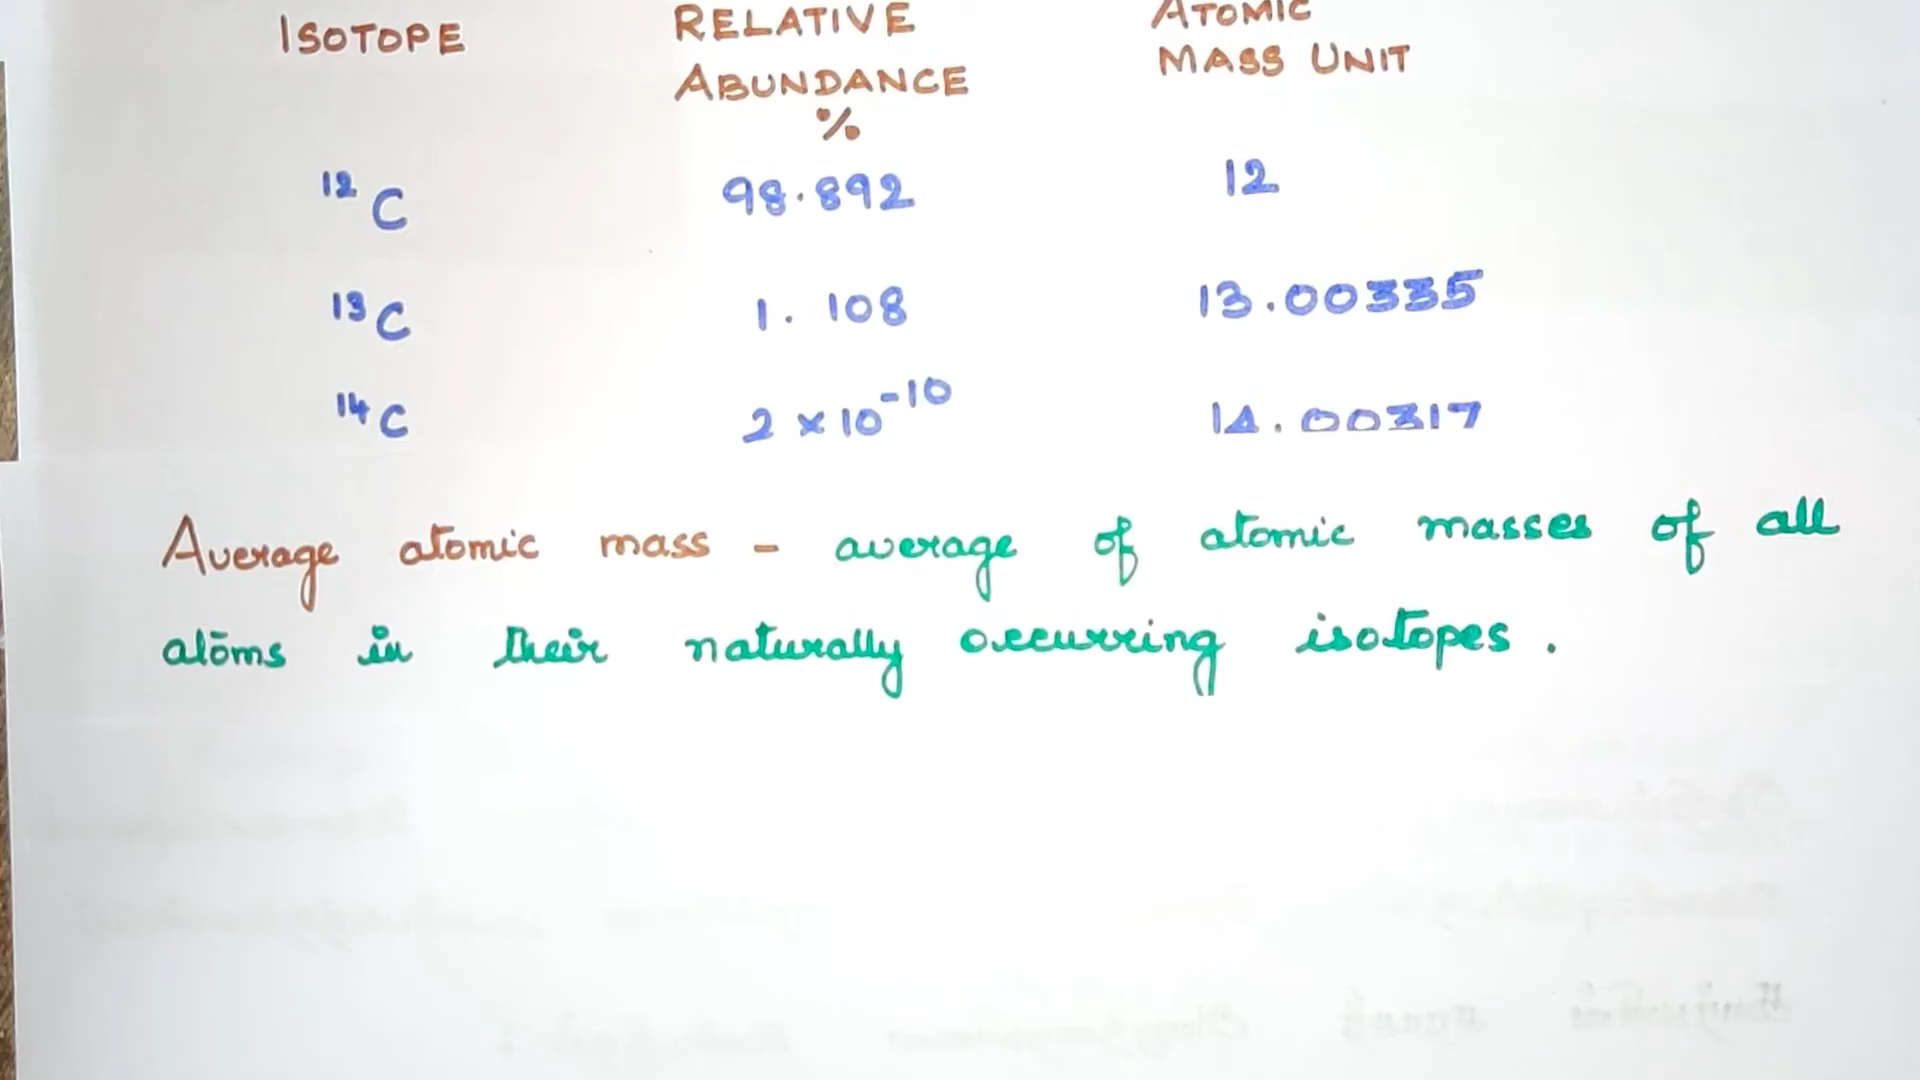 ISOTOPE RELATIVE ABUNDANCE % ATOMIC MASS UNIT
¹²C 98.892 12
¹³C 1.108 13.00335
¹⁴C 2 × 10⁻¹⁰ 14.00317
Average atomic mass - average of atomic masses of all
atoms in their naturally occurring isotopes.